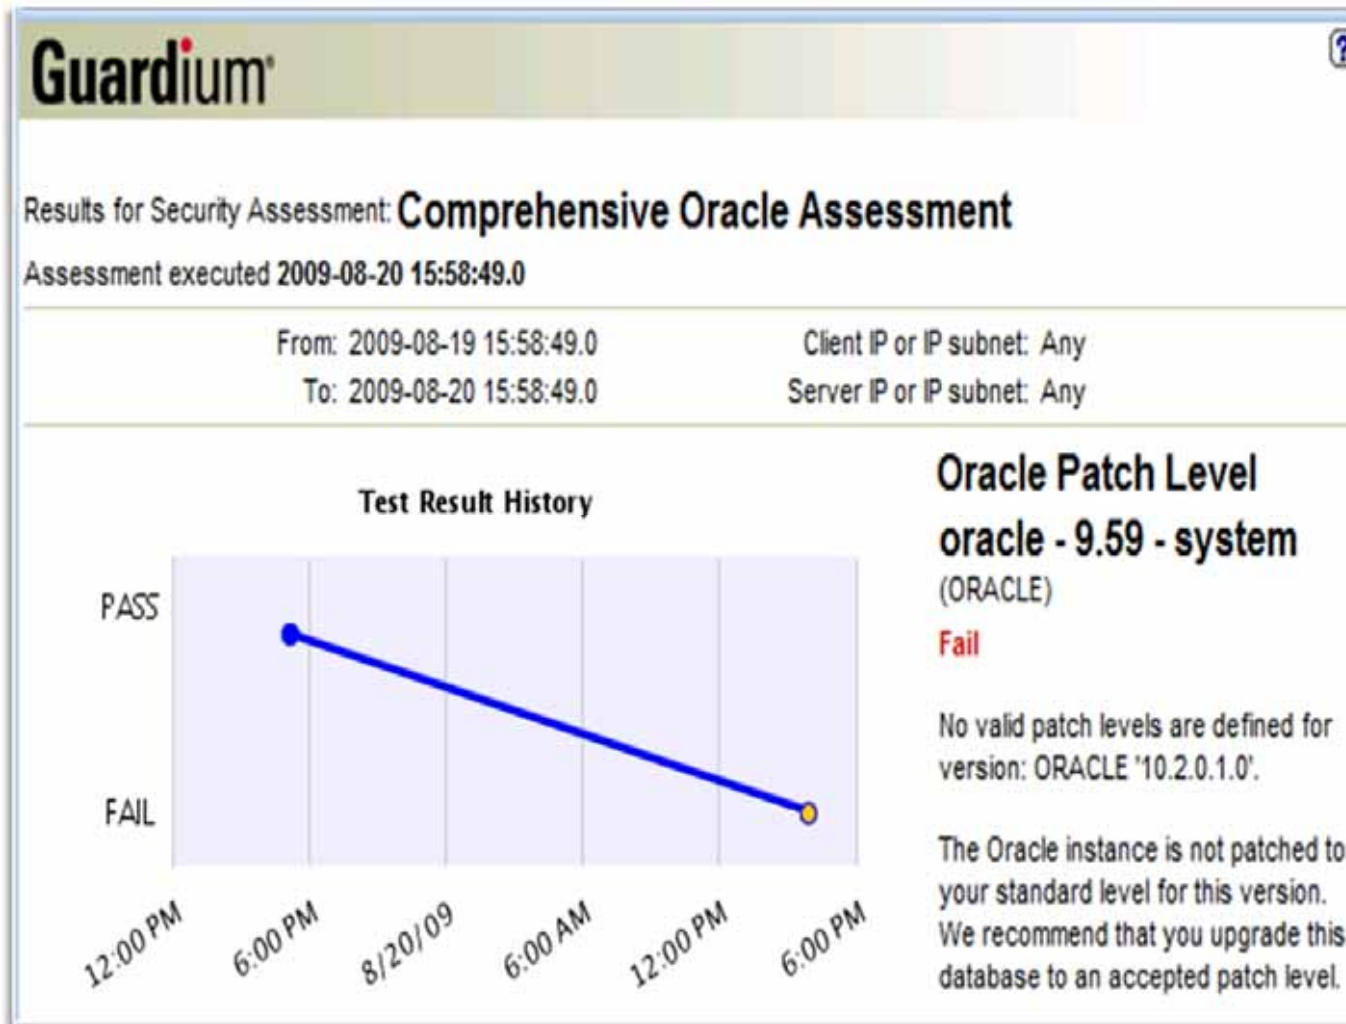 Guardium®
?
Results for Security Assessment: Comprehensive Oracle Assessment
Assessment executed 2009-08-20 15:58:49.0
From: 2009-08-19 15:58:49.0
Client IP or IP subnet: Any
To: 2009-08-20 15:58:49.0
Server IP or IP subnet: Any
Test Result History
PASS
FAIL
12:00 PM
6:00 PM
8/20/09
6:00 AM
12:00 PM
6:00 PM
Oracle Patch Level
oracle - 9.59 - system
(ORACLE)
Fail
No valid patch levels are defined for
version: ORACLE '10.2.0.1.0'.
The Oracle instance is not patched to
your standard level for this version.
We recommend that you upgrade this
database to an accepted patch level.